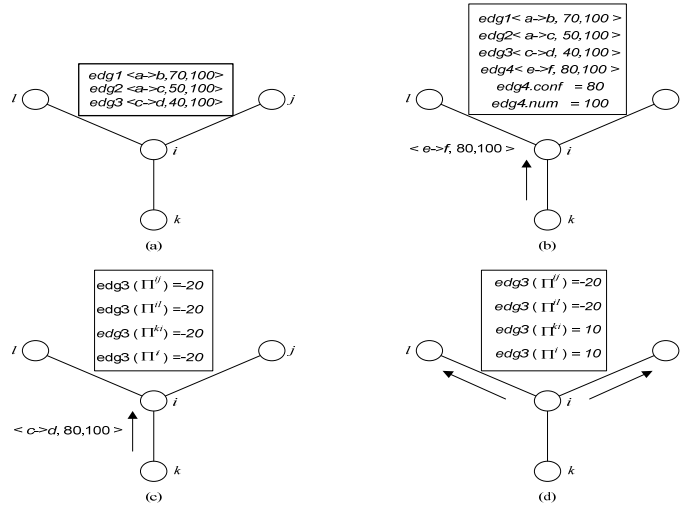 edg1 <a->b,70,100>
edg2 <a->c,50,100>
edg3 <c->d,40,100>
l
j
i
k
(a)
edg1< a->b, 70,100 >
edg2< a->c, 50,100 >
edg3< c->d, 40,100 >
edg4< e->f, 80,100 >
edg4.conf = 80
edg4.num = 100
l
i
< e->f, 80,100 >
k
(b)
edg3 ( Π^{ij} ) =-20
edg3 ( Π^{il} ) =-20
edg3 ( Π^{ki} ) =-20
edg3 ( Π^{i} ) =-20
l
j
i
< c->d, 80,100 >
k
(c)
edg3 ( Π^{ij} ) =-20
edg3 ( Π^{il} ) =-20
edg3 ( Π^{ki} ) = 10
edg3 ( Π^{i} ) = 10
l
i
k
(d)